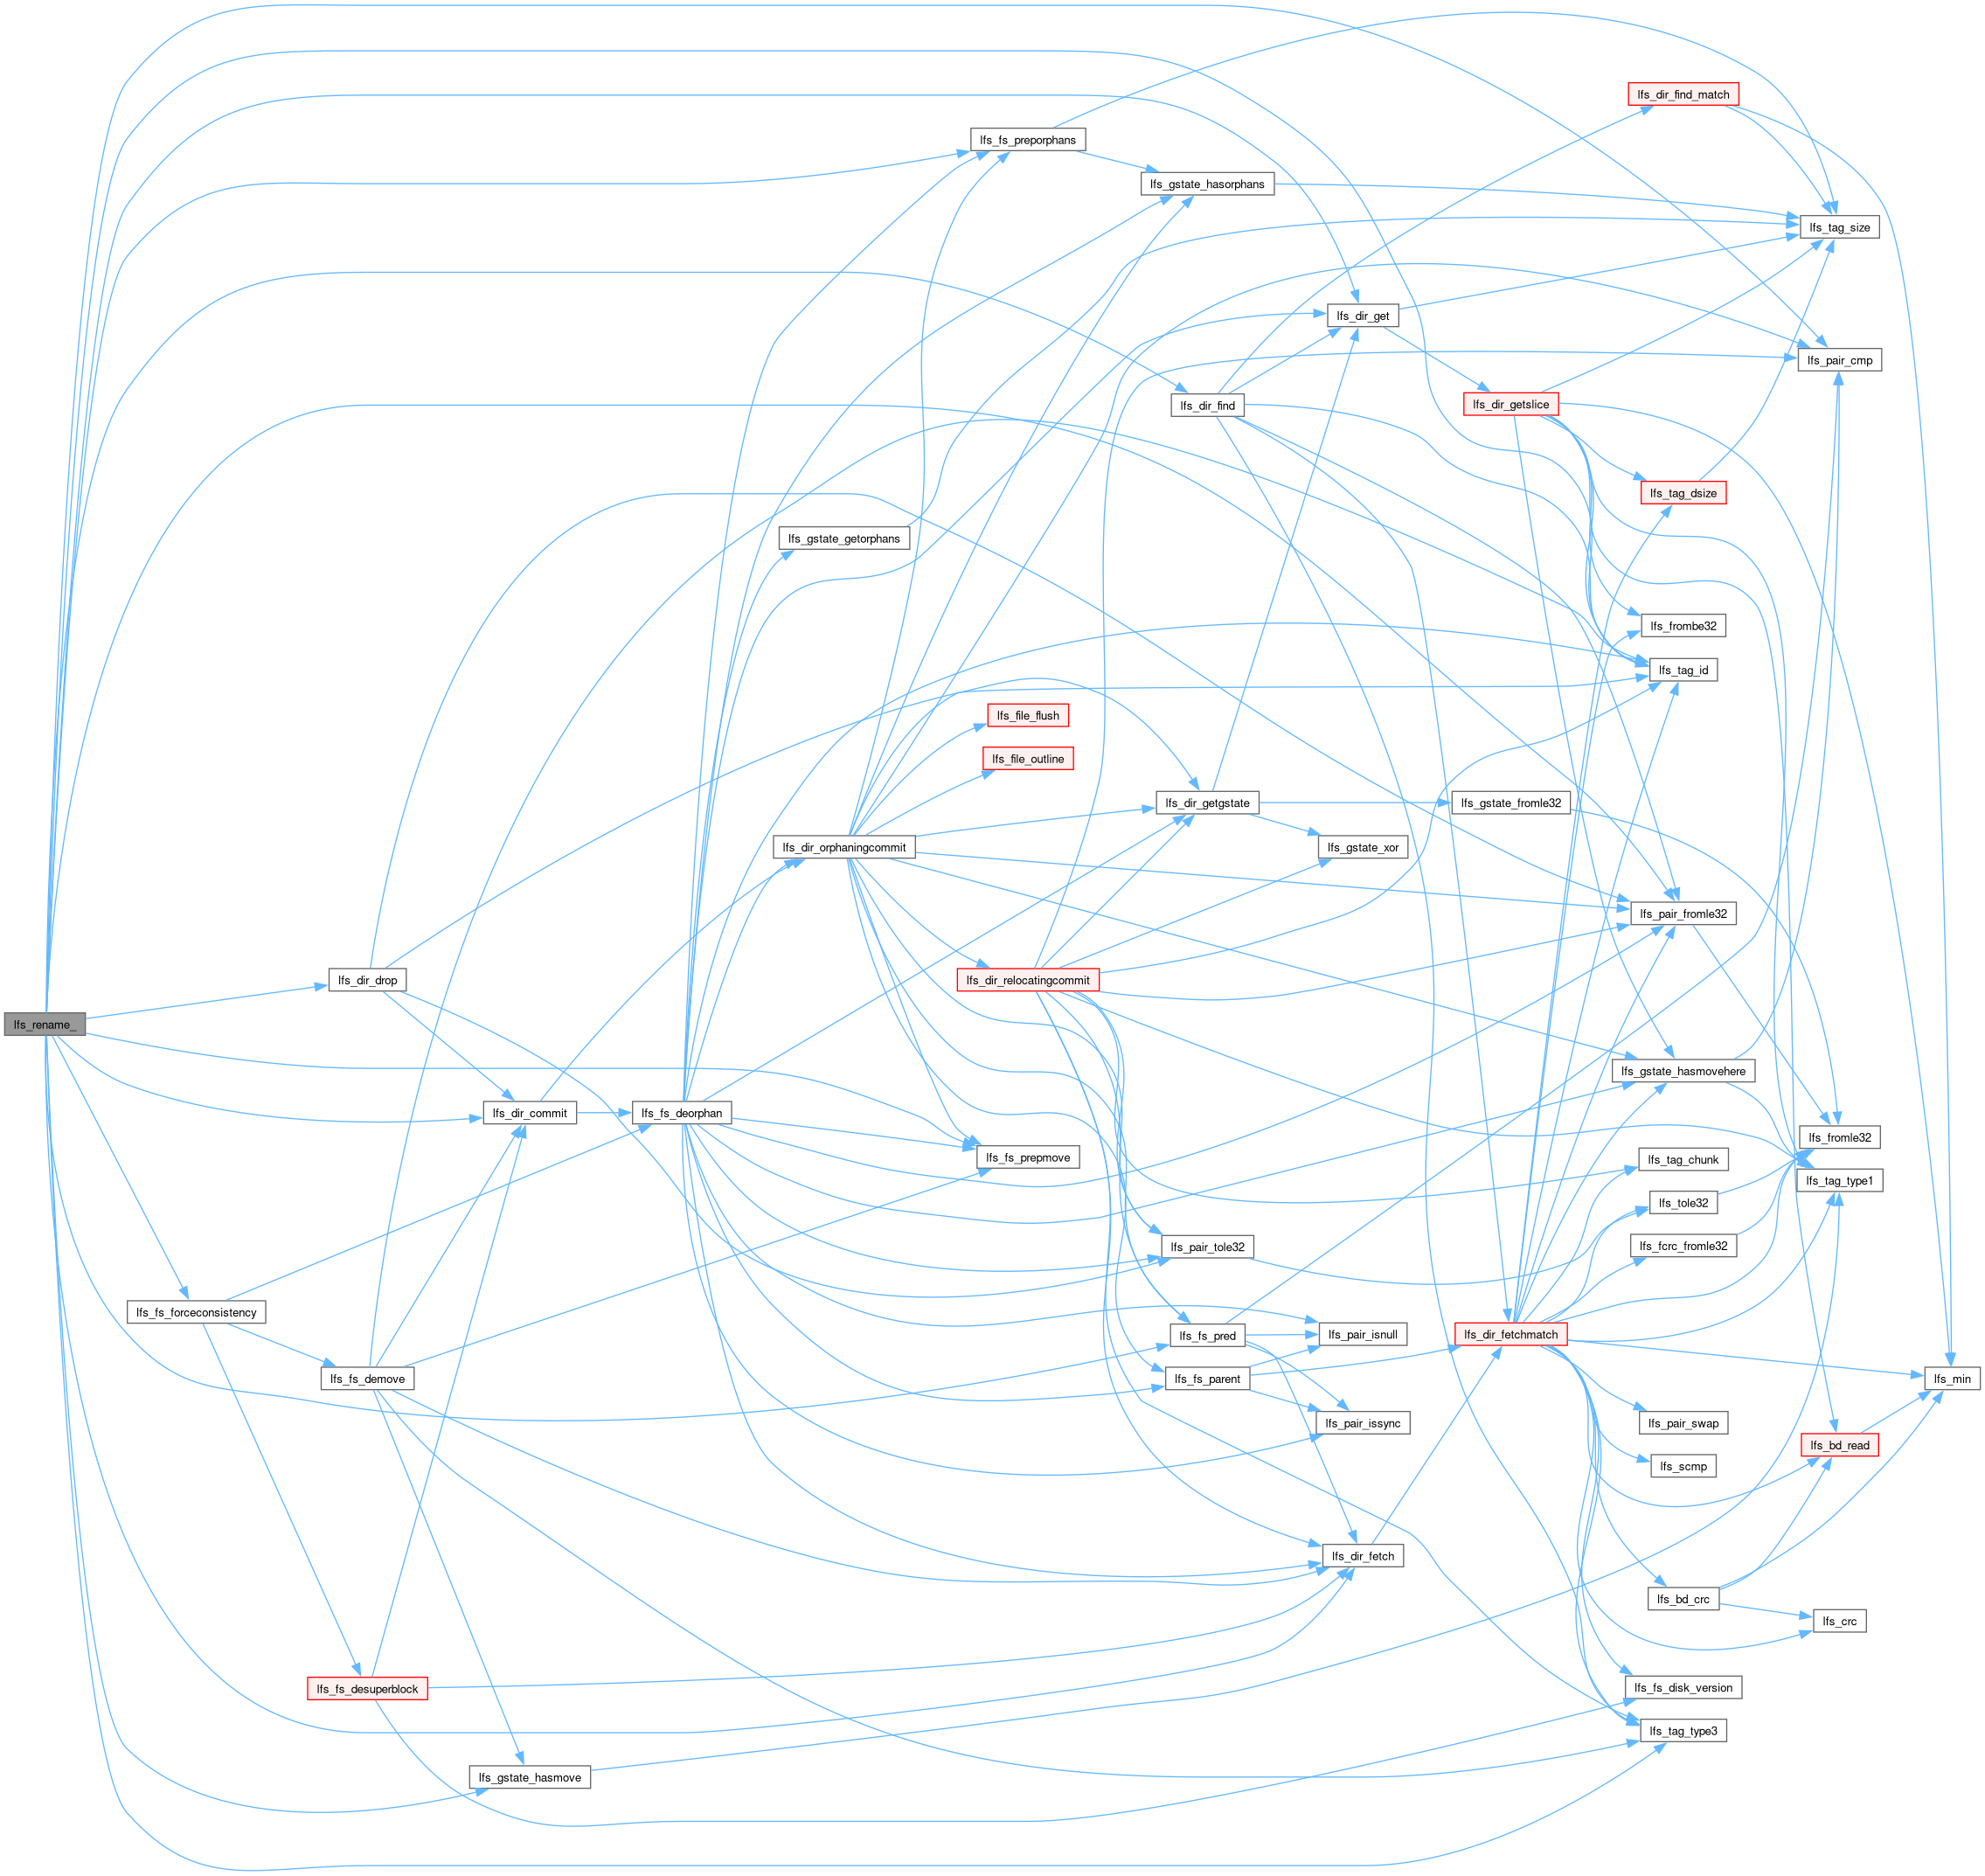 lfs_dir_find_match
lfs_fs_preporphans
lfs_gstate_hasorphans
lfs_tag_size
lfs_dir_get
lfs_pair_cmp
lfs_dir_find
lfs_dir_getslice
lfs_tag_dsize
lfs_gstate_getorphans
lfs_frombe32
lfs_tag_id
lfs_file_flush
lfs_file_outline
lfs_dir_getgstate
lfs_gstate_fromle32
lfs_dir_orphaningcommit
lfs_gstate_xor
lfs_pair_fromle32
lfs_dir_drop
lfs_dir_relocatingcommit
lfs_rename_
lfs_gstate_hasmovehere
lfs_dir_commit
lfs_fs_deorphan
lfs_fromle32
lfs_fs_prepmove
lfs_tag_chunk
lfs_tag_type1
lfs_tole32
lfs_pair_tole32
lfs_fcrc_fromle32
lfs_fs_forceconsistency
lfs_fs_pred
lfs_pair_isnull
lfs_dir_fetchmatch
lfs_fs_demove
lfs_fs_parent
lfs_min
lfs_pair_issync
lfs_pair_swap
lfs_bd_read
lfs_scmp
lfs_dir_fetch
lfs_bd_crc
lfs_crc
lfs_fs_desuperblock
lfs_fs_disk_version
lfs_tag_type3
lfs_gstate_hasmove